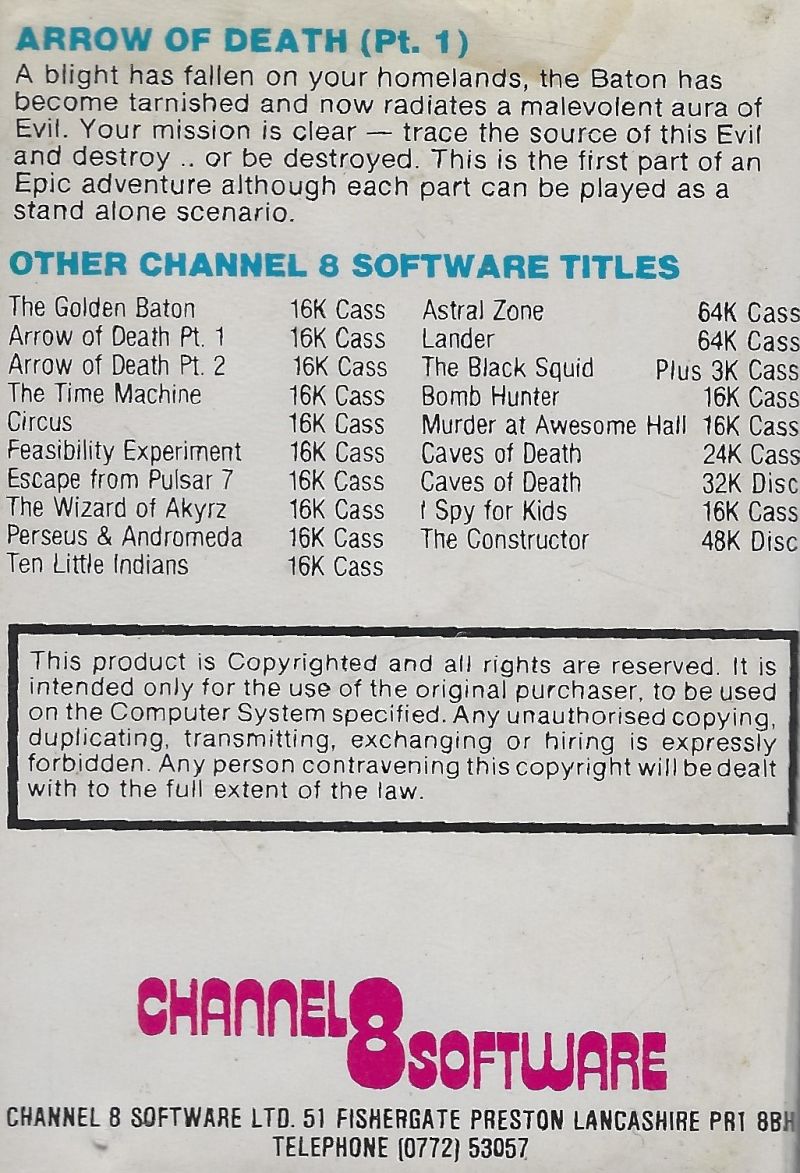 ARROW OF DEATH (Pt. 1)
A blight has fallen on your homelands, the Baton has
become tarnished and now radiates a malevolent aura of
Evil. Your mission is clear — trace the source of this Evil
and destroy .. or be destroyed. This is the first part of an
Epic adventure although each part can be played as a
stand alone scenario.
OTHER CHANNEL 8 SOFTWARE TITLES
The Golden Baton 16K Cass
Arrow of Death Pt. 1 16K Cass
Arrow of Death Pt. 2 16K Cass
The Time Machine 16K Cass
Circus 16K Cass
Feasibility Experiment 16K Cass
Escape from Pulsar 7 16K Cass
The Wizard of Akyrz 16K Cass
Perseus & Andromeda 16K Cass
Ten Little Indians 16K Cass
Astral Zone 64K Cass
Lander 64K Cass
The Black Squid Plus 3K Cass
Bomb Hunter 16K Cass
Murder at Awesome Hall 16K Cass
Caves of Death 24K Cass
Caves of Death 32K Disc
I Spy for Kids 16K Cass
The Constructor 48K Disc
This product is Copyrighted and all rights are reserved. It is
intended only for the use of the original purchaser, to be used
on the Computer System specified. Any unauthorised copying,
duplicating, transmitting, exchanging or hiring is expressly
forbidden. Any person contravening this copyright will be dealt
with to the full extent of the law.
CHANNEL 8 SOFTWARE
CHANNEL 8 SOFTWARE LTD. 51 FISHERGATE PRESTON LANCASHIRE PR1 8BH
TELEPHONE (0772) 53057